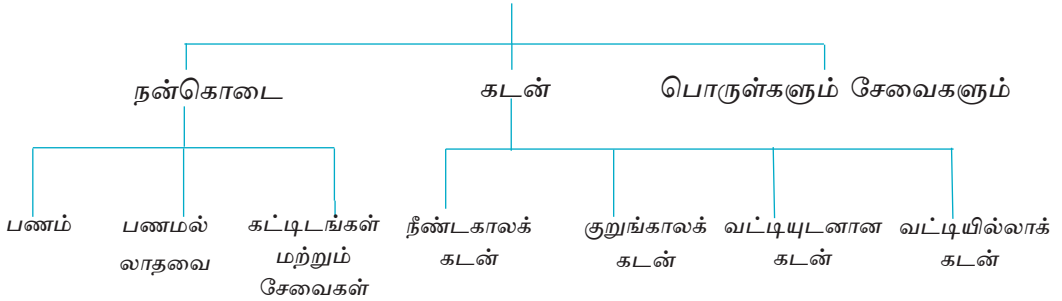 நன்கொடை
கடன்
பொருள்களும் சேவைகளும்
பணம்
பணமல்
லாதவை
கட்டிடங்கள்
மற்றும்
சேவைகள்
நீண்டகாலக்
கடன்
குறுங்காலக்
கடன்
வட்டியுடனான
கடன்
வட்டியில்லாக்
கடன்